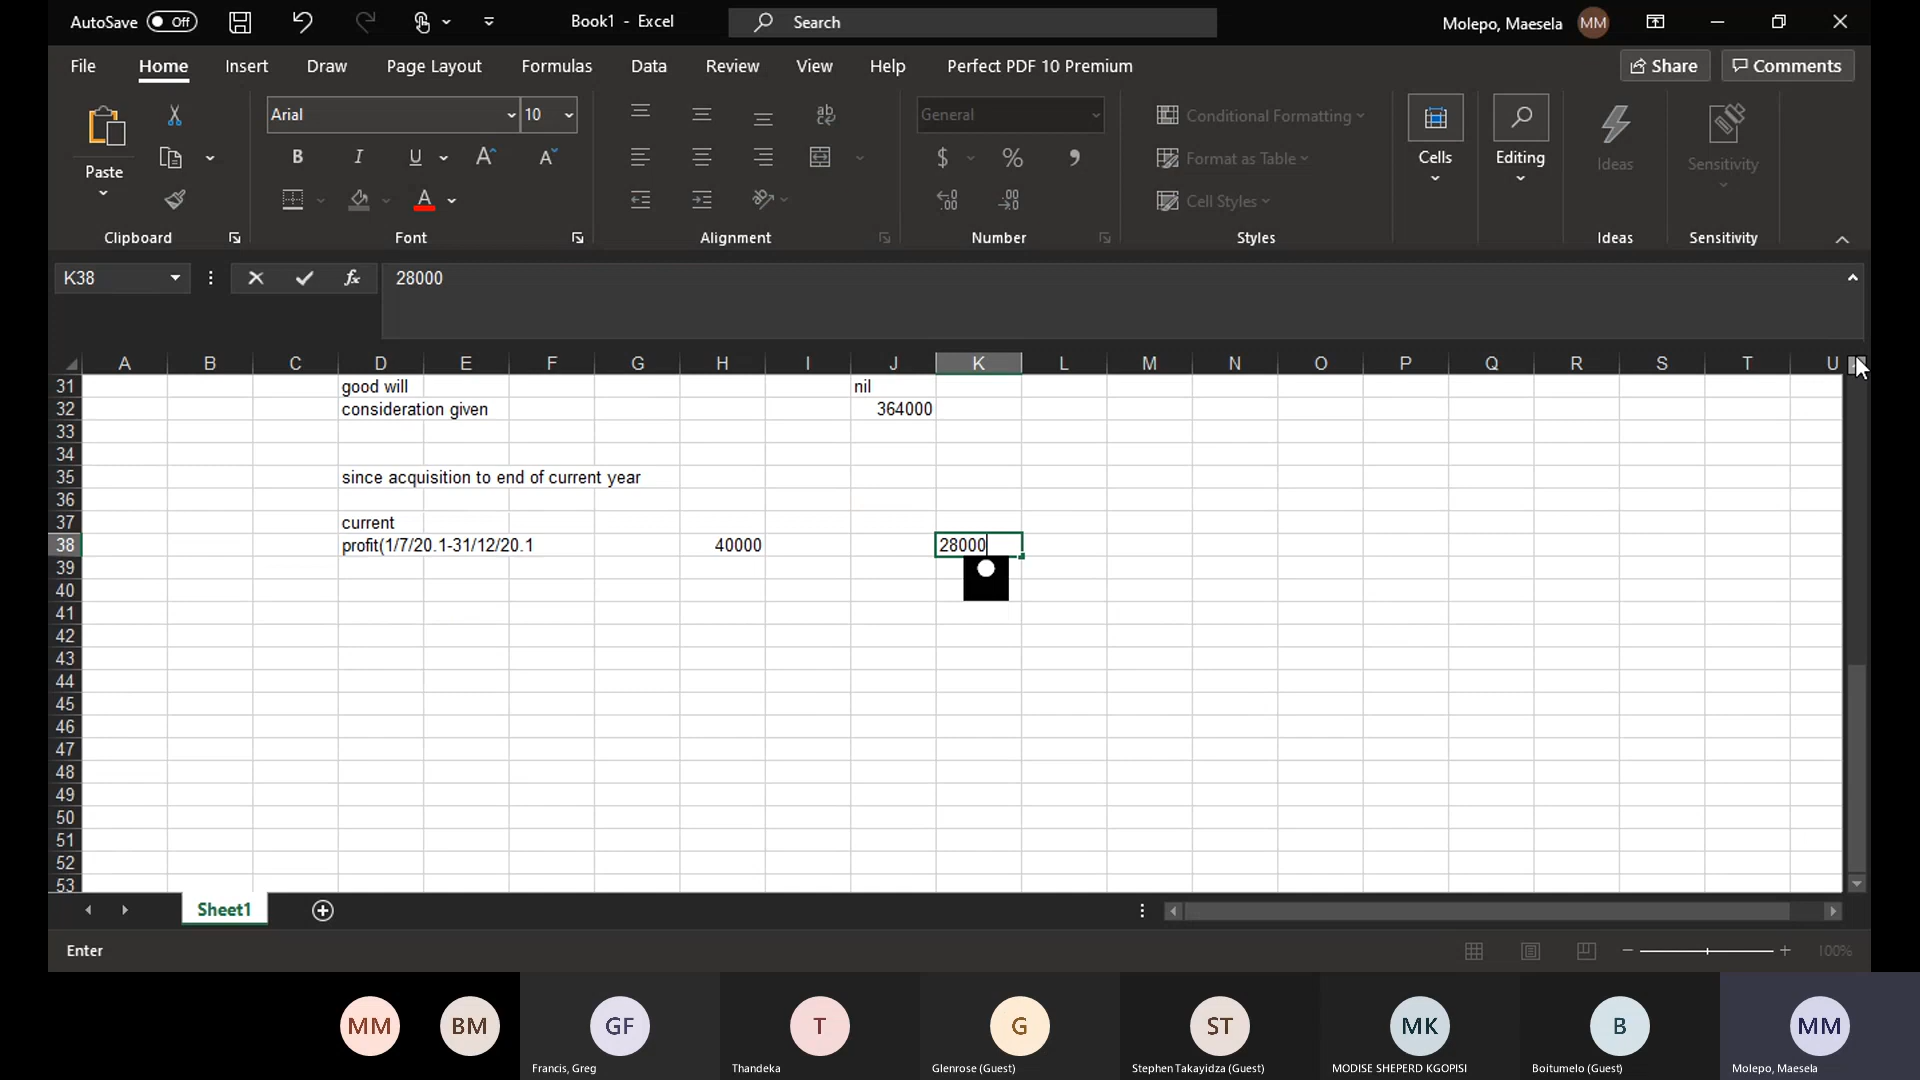 AutoSave Off Book1 - Excel Search Molepo, Maesela MM
File Home Insert Draw Page Layout Formulas Data Review View Help Perfect PDF 10 Premium Share Comments
Paste
Arial 10
B I U A A
A
ab
General
$ % ,
.00 .00
Conditional Formatting
Format as Table
Cell Styles
Cells
Editing
Ideas
Sensitivity
Clipboard Font Alignment Number Styles Ideas Sensitivity
K38 fx 28000
A B C D E F G H I J K L M N O P Q R S T U
31 good will nil
32 consideration given 364000
33
34
35 since acquisition to end of current year
36
37 current
38 profit(1/7/20.1-31/12/20.1 40000 28000
39
40
41
42
43
44
45
46
47
48
49
50
51
52
53
Sheet1
Enter 100%
MM BM GF T G ST MK B MM
Francis, Greg Thandeka Glenrose (Guest) Stephen Takayidza (Guest) MODISE SHEPERD KGOPISI Boitumelo (Guest) Molepo, Maesela